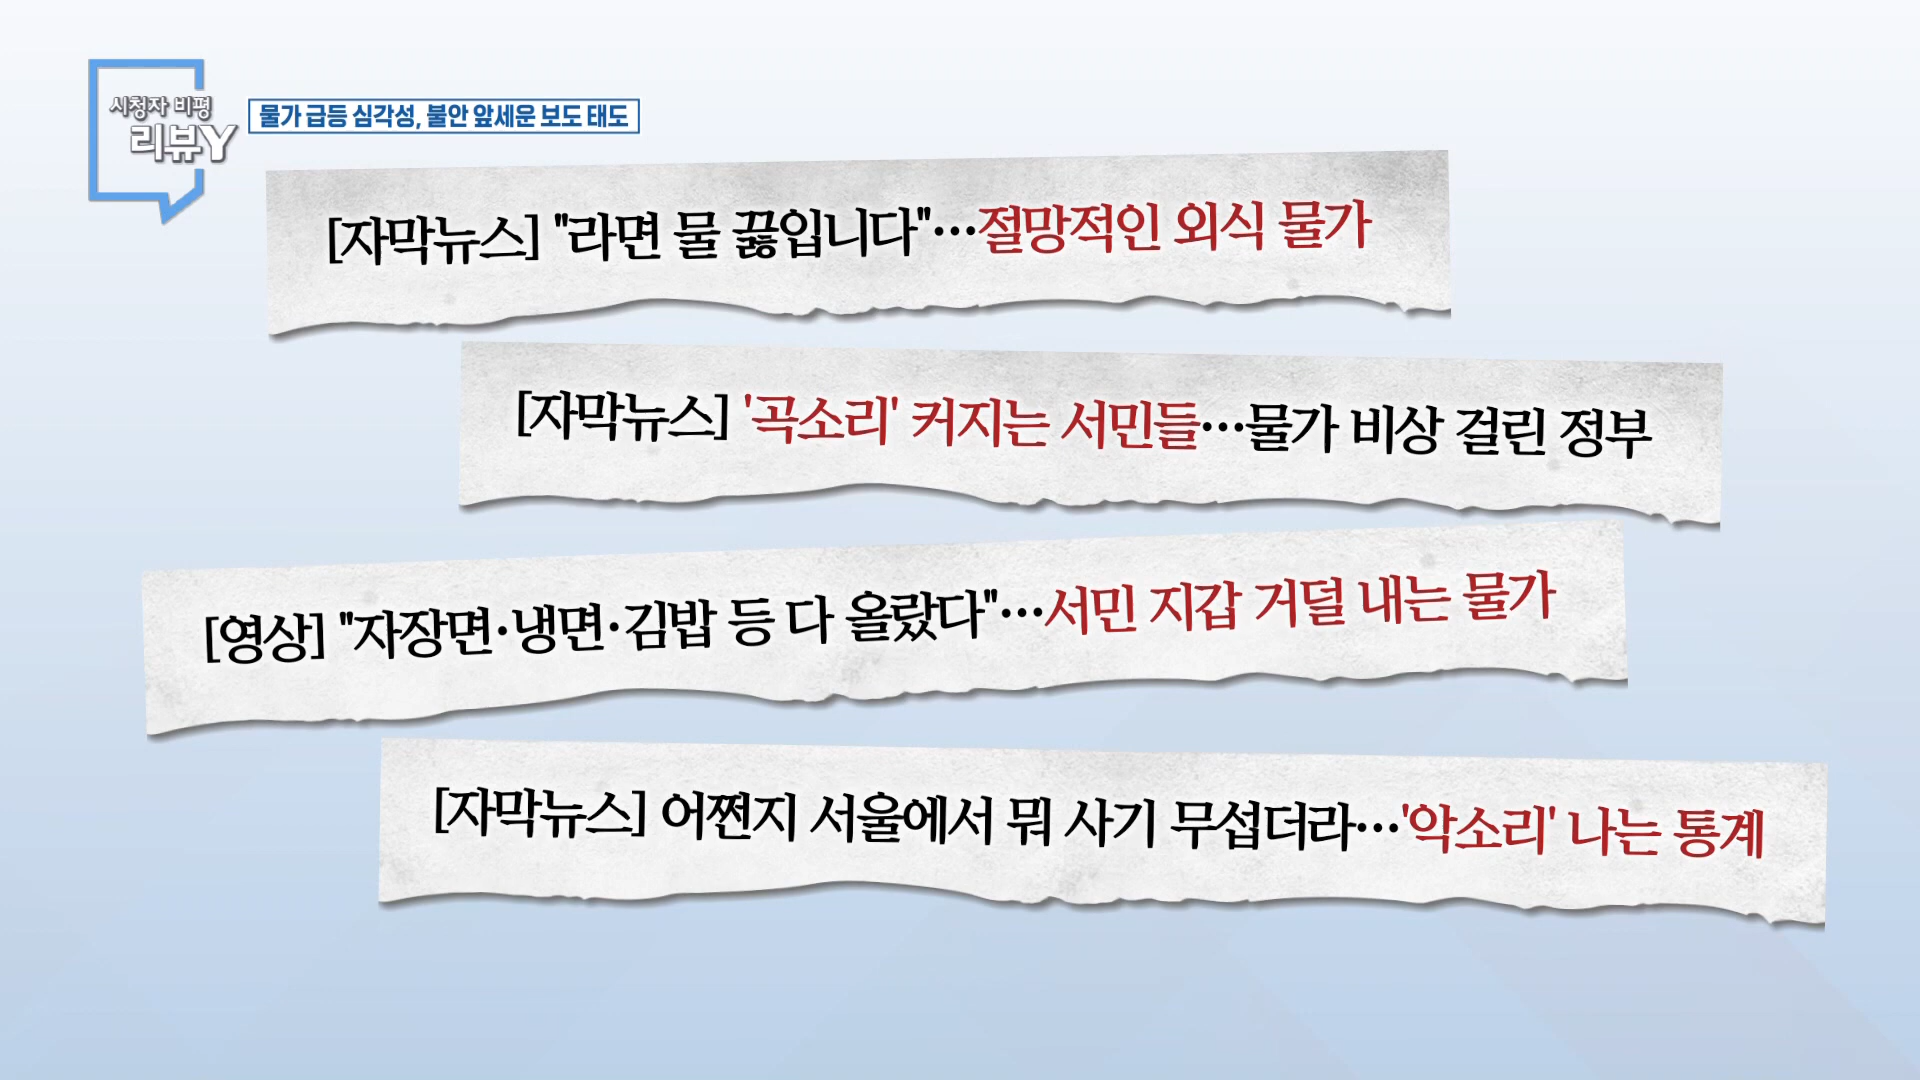 시청자 비평
리뷰Y
물가 급등 심각성, 불안 앞세운 보도 태도
[자막뉴스] "라면 물 끓입니다"…절망적인 외식 물가
[자막뉴스] '곡소리' 커지는 서민들…물가 비상 걸린 정부
[영상] "자장면·냉면·김밥 등 다 올랐다"…서민 지갑 거덜 내는 물가
[자막뉴스] 어쩐지 서울에서 뭐 사기 무섭더라…'악소리' 나는 통계